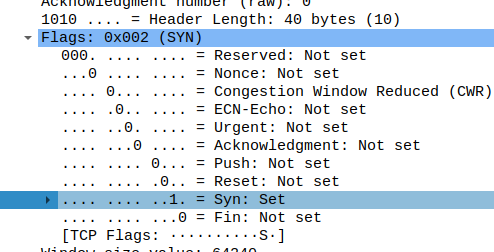 Acknowledgment number (raw): 0
1010 .... = Header Length: 40 bytes (10)
Flags: 0x002 (SYN)
000. .... .... = Reserved: Not set
...0 .... .... = Nonce: Not set
.... 0... .... = Congestion Window Reduced (CWR)
.... .0.. .... = ECN-Echo: Not set
.... ..0. .... = Urgent: Not set
.... ...0 .... = Acknowledgment: Not set
.... .... 0... = Push: Not set
.... .... .0.. = Reset: Not set
.... .... ..1. = Syn: Set
.... .... ...0 = Fin: Not set
[TCP Flags: ··········S·]
Window size value: 64240